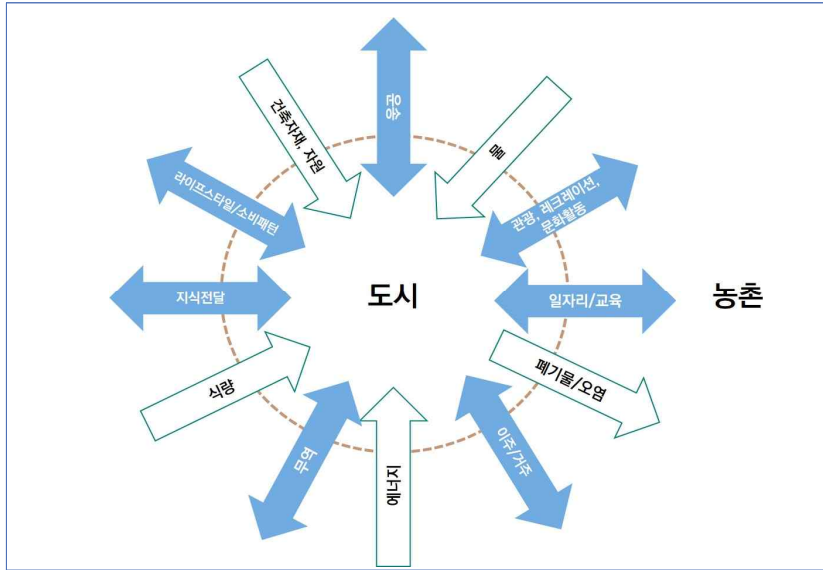 운송
건축자재, 자원
물
라이프스타일/소비패턴
관광, 레크레이션,
문화활동
지식전달
도시
일자리/교육
농촌
식량
폐기물/오염
무역
에너지
이주/거주